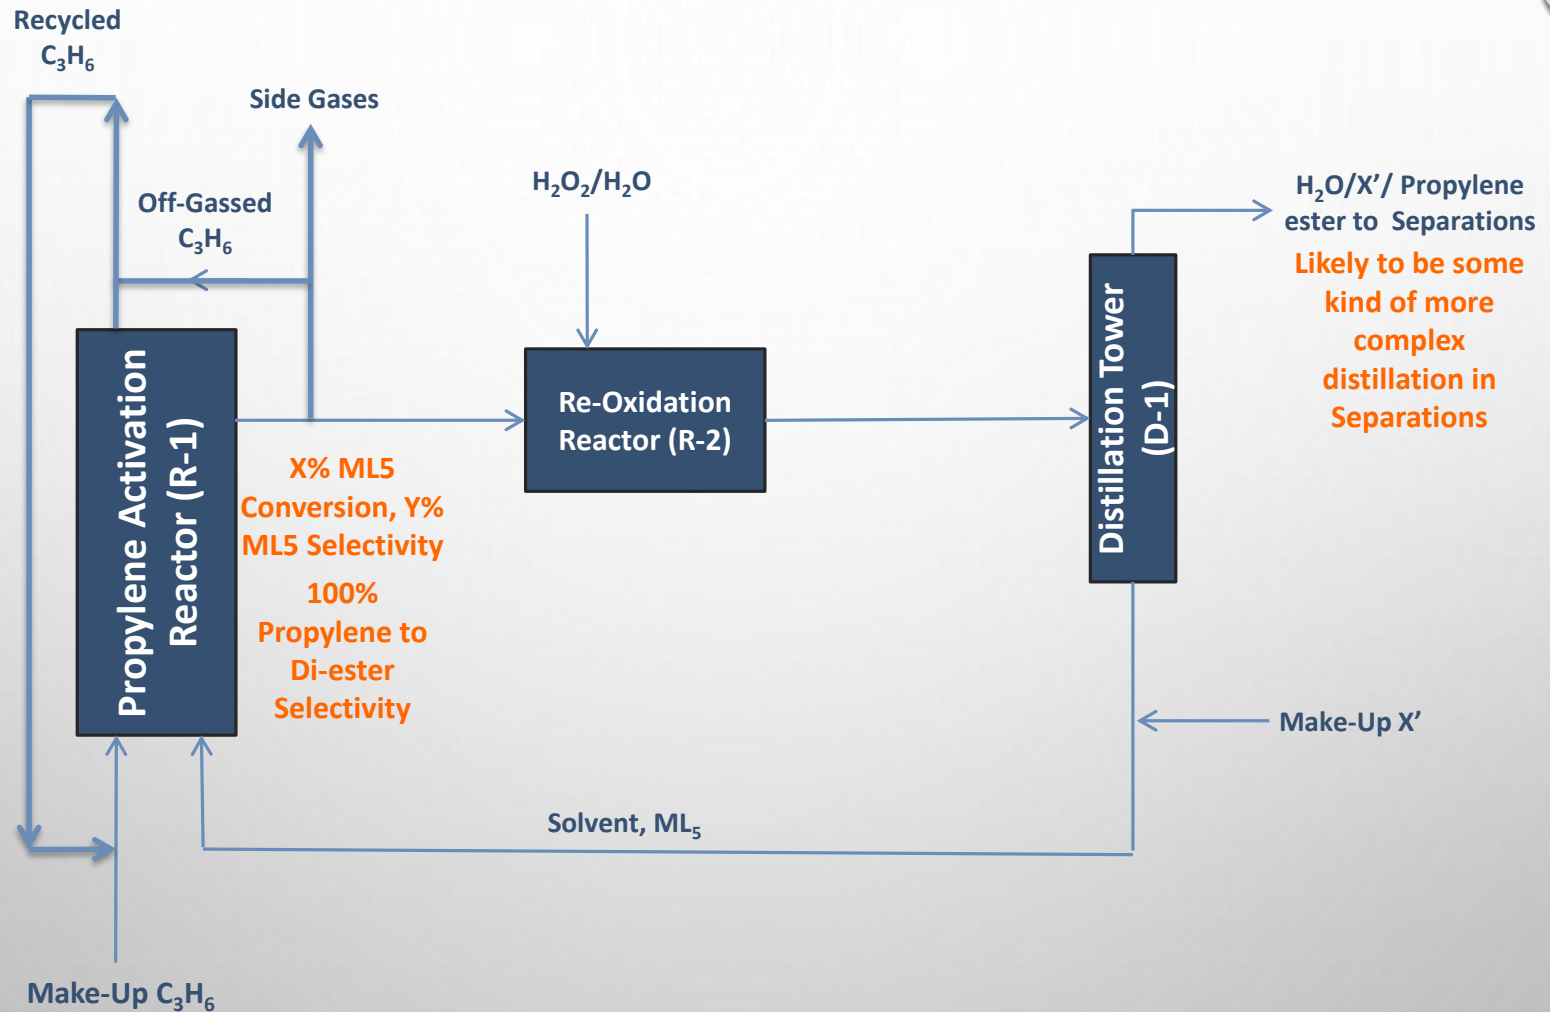 Recycled
C₃H₆
Side Gases
Off-Gassed
C₃H₆
H₂O₂/H₂O
H₂O/X’/ Propylene
ester to Separations
Likely to be some
kind of more
complex
distillation in
Separations
Propylene Activation
Reactor (R-1)
X% ML5
Conversion, Y%
ML5 Selectivity
100%
Propylene to
Di-ester
Selectivity
Re-Oxidation
Reactor (R-2)
Distillation Tower
(D-1)
Make-Up X’
Solvent, ML₅
Make-Up C₃H₆